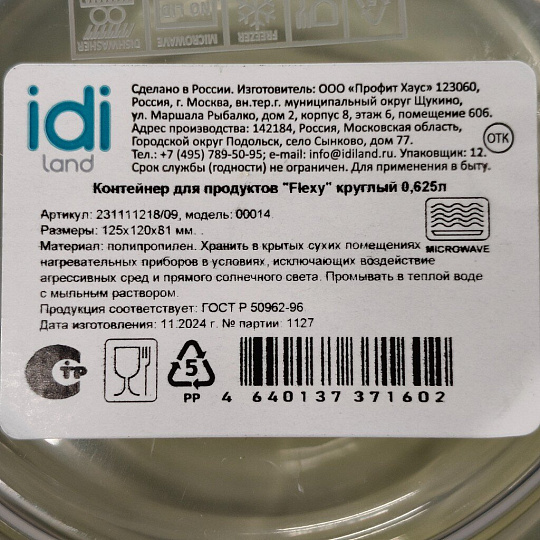 DISHWASHER
MICROWAVE
FREEZER
idi
land
Сделано в России. Изготовитель: ООО «Профит Хаус» 123060,
Россия, г. Москва, вн.тер.г. муниципальный округ Щукино,
ул. Маршала Рыбалко, дом 2, корпус 8, этаж 6, помещение 606.
Адрес производства: 142184, Россия, Московская область,
Городской округ Подольск, село Сынково, дом 77.
Тел.: +7 (495) 789-50-95; e-mail: info@idiland.ru. Упаковщик: 12.
Срок службы (годности) не ограничен. Для применения в быту.
ОТК
Контейнер для продуктов "Flexy" круглый 0,625л
Артикул: 231111218/09, модель: 00014.
Размеры: 125х120х81 мм. .
Материал: полипропилен. Хранить в крытых сухих помещениях
MICROWAVE
нагревательных приборов в условиях, исключающих воздействие
агрессивных сред и прямого солнечного света. Промывать в теплой воде
с мыльным раствором.
Продукция соответствует: ГОСТ Р 50962-96
Дата изготовления: 11.2024 г. № партии: 1127
СТР
5
PP
4 640137 371602